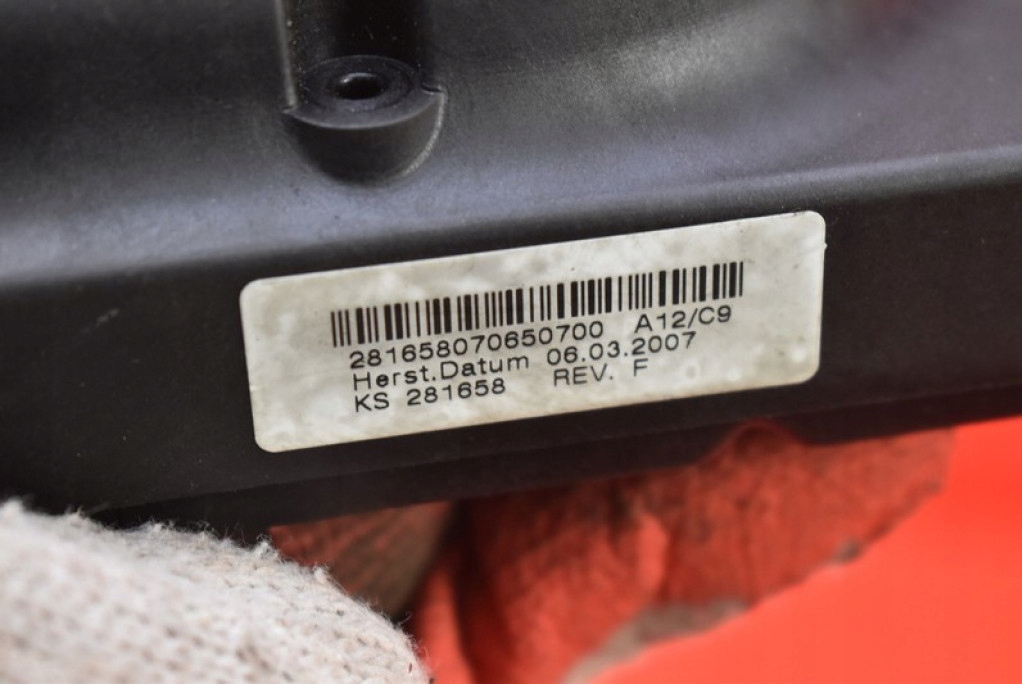 281658070650700 A12/C9
Herst.Datum 06.03.2007
KS 281658 REV. F